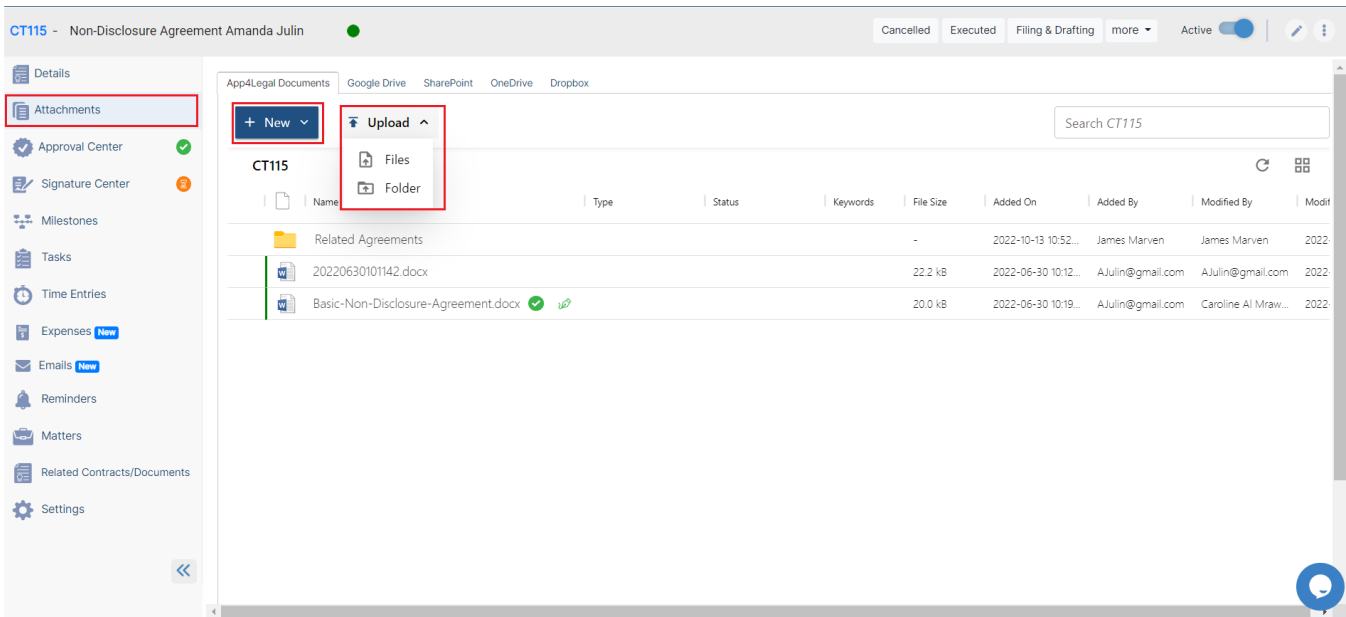 CT115 - Non-Disclosure Agreement Amanda Julin
Cancelled Executed Filing & Drafting more Active
Details
Attachments
Approval Center
Signature Center
Milestones
Tasks
Time Entries
Expenses New
Emails New
Reminders
Matters
Related Contracts/Documents
Settings
App4Legal Documents Google Drive SharePoint OneDrive Dropbox
+ New Upload Search CT115
Files
Folder
CT115
Name Type Status Keywords File Size Added On Added By Modified By Modif
Related Agreements - 2022-10-13 10:52... James Marven James Marven 2022-
20220630101142.docx 22.2 kB 2022-06-30 10:12... AJulin@gmail.com AJulin@gmail.com 2022-
Basic-Non-Disclosure-Agreement.docx 20.0 kB 2022-06-30 10:19... AJulin@gmail.com Caroline Al Mraw... 2022-